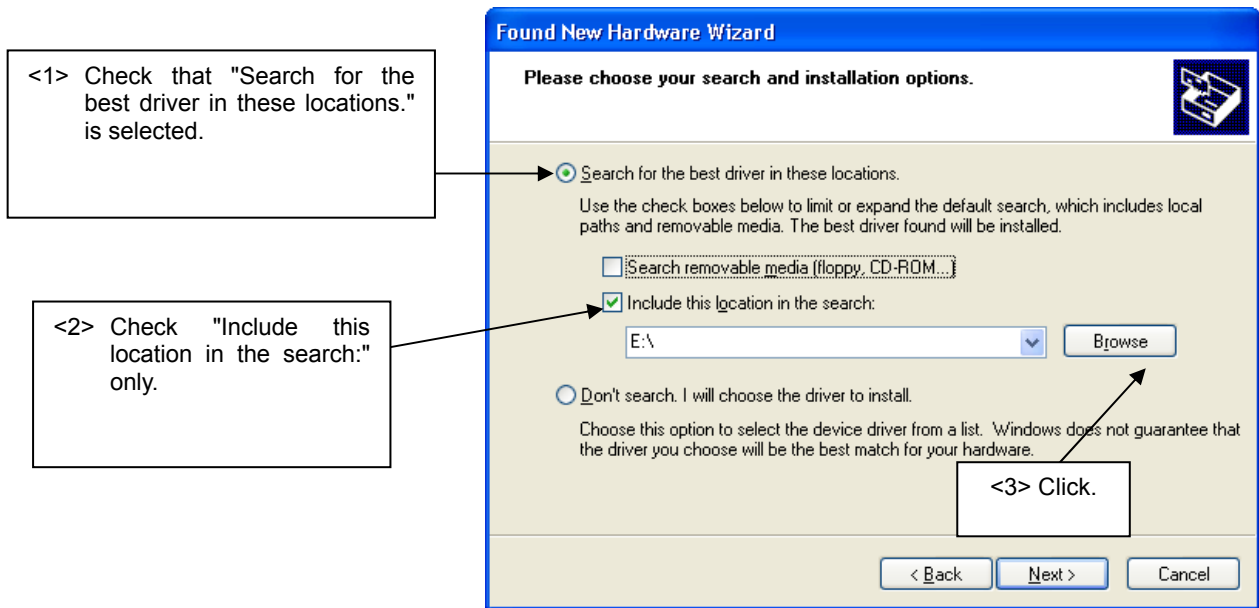 Found New Hardware Wizard
<1> Check that "Search for the
best driver in these locations."
is selected.
Please choose your search and installation options.
Search for the best driver in these locations.
Use the check boxes below to limit or expand the default search, which includes local
paths and removable media. The best driver found will be installed.
Search removable media (floppy, CD-ROM...)
<2> Check "Include this
location in the search:"
only.
Include this location in the search:
E:\
Browse
Don't search. I will choose the driver to install.
Choose this option to select the device driver from a list. Windows does not guarantee that
the driver you choose will be the best match for your hardware.
<3> Click.
< Back
Next >
Cancel